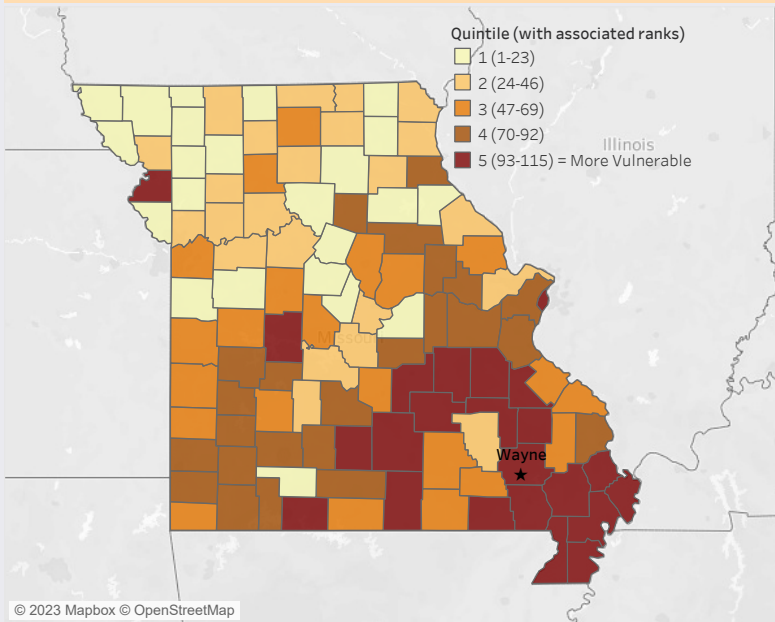 Quintile (with associated ranks)
1 (1-23)
2 (24-46)
3 (47-69)
4 (70-92)
5 (93-115) = More Vulnerable
Illinois
Missouri
Wayne
© 2023 Mapbox © OpenStreetMap